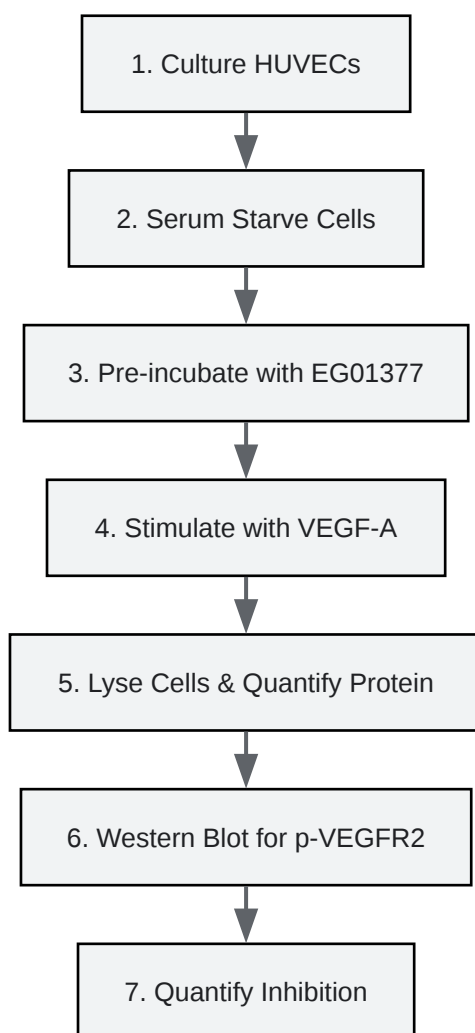 1. Culture HUVECs
2. Serum Starve Cells
3. Pre-incubate with EG01377
4. Stimulate with VEGF-A
5. Lyse Cells & Quantify Protein
6. Western Blot for p-VEGFR2
7. Quantify Inhibition